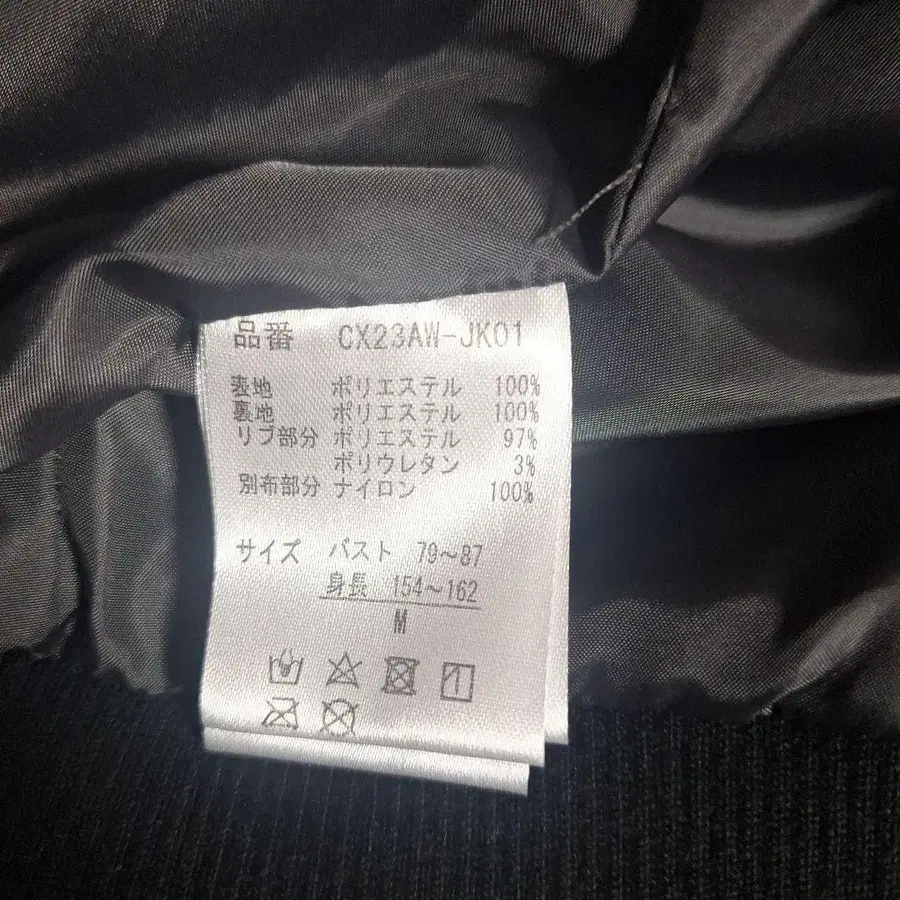 品番 CX23AW-JK01
表地 ポリエステル 100%
裏地 ポリエステル 100%
リブ部分 ポリエステル 97%
ポリウレタン 3%
別布部分 ナイロン 100%
サイズ バスト 79～87
身長 154～162
M